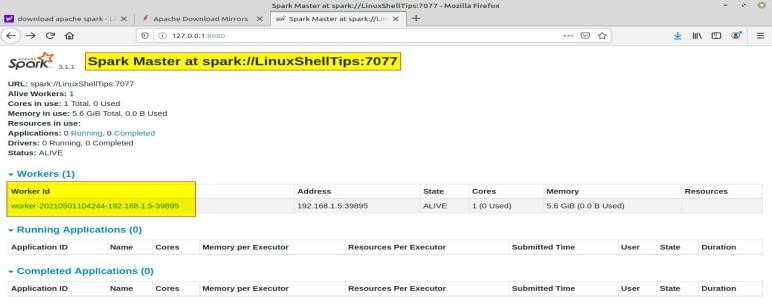 Spark Master at spark://LinuxShellTips:7077 - Mozilla Firefox
download apache spark - Li
Apache Download Mirrors
Spark Master at spark://Lin
127.0.0.1:8080
APACHE
Spark 3.1.1
Spark Master at spark://LinuxShellTips:7077
URL: spark://LinuxShellTips:7077
Alive Workers: 1
Cores in use: 1 Total, 0 Used
Memory in use: 5.6 GiB Total, 0.0 B Used
Resources in use:
Applications: 0 Running, 0 Completed
Drivers: 0 Running, 0 Completed
Status: ALIVE
Workers (1)
Worker Id Address State Cores Memory Resources
worker-20210501104244-192.168.1.5-39895 192.168.1.5:39895 ALIVE 1 (0 Used) 5.6 GiB (0.0 B Used)
Running Applications (0)
Application ID Name Cores Memory per Executor Resources Per Executor Submitted Time User State Duration
Completed Applications (0)
Application ID Name Cores Memory per Executor Resources Per Executor Submitted Time User State Duration